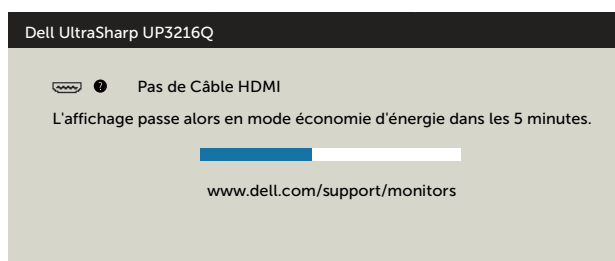 Dell UltraSharp UP3216Q
? Pas de Câble HDMI
L'affichage passe alors en mode économie d'énergie dans les 5 minutes.
www.dell.com/support/monitors